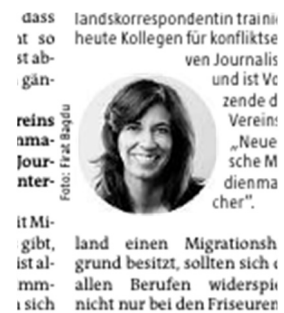 dass
nt so
st ab-
gän-
reins
nma-
Jour-
nter-
it Mi-
gibt,
ist al-
mm-
sich
landskorrespondentin traini
heute Kollegen für konfliktse
ven Journalis
und ist Vo
zende d
Vereins
„Neue
sche M
dienma
cher".
Foto: Firat Bagdu
land einen Migrationsh
grund besitzt, sollten sich
allen Berufen widerspi
nicht nur bei den Friseuren